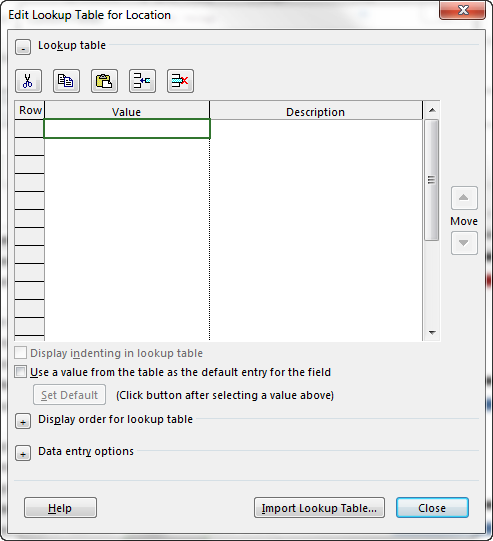 Edit Lookup Table for Location
Lookup table
Row Value Description
Move
Display indenting in lookup table
Use a value from the table as the default entry for the field
Set Default (Click button after selecting a value above)
Display order for lookup table
Data entry options
Help Import Lookup Table... Close